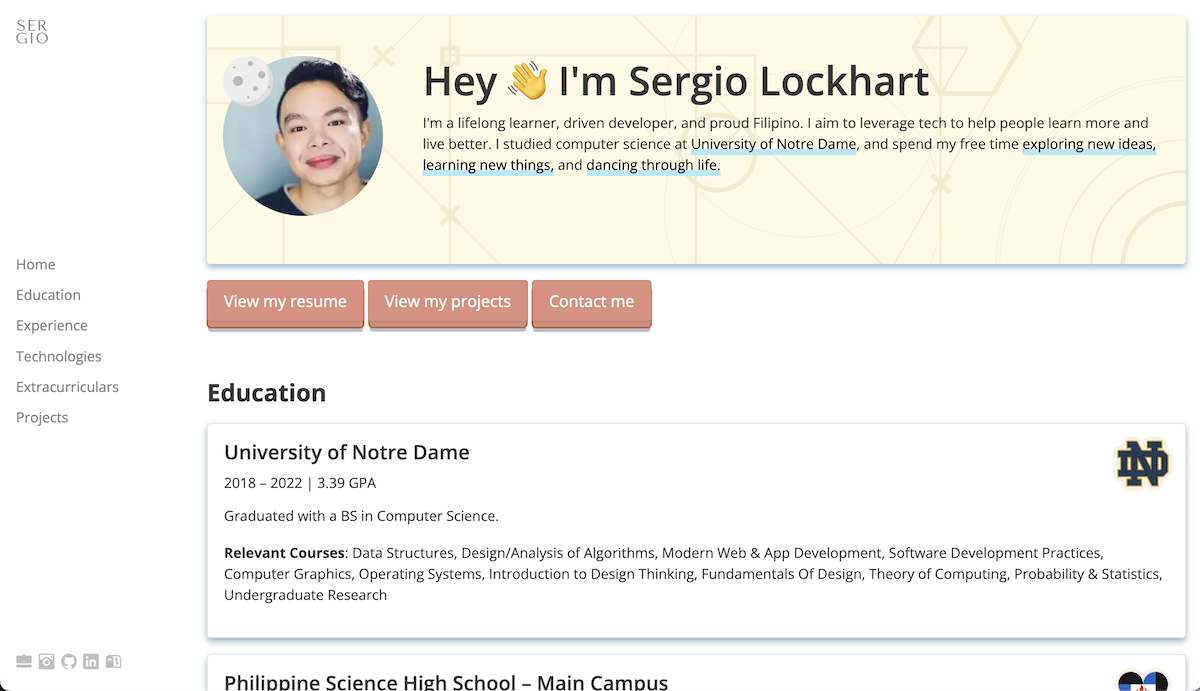 SER
GIO
Home
Education
Experience
Technologies
Extracurriculars
Projects
Hey 👋 I'm Sergio Lockhart
I'm a lifelong learner, driven developer, and proud Filipino. I aim to leverage tech to help people learn more and
live better. I studied computer science at University of Notre Dame, and spend my free time exploring new ideas,
learning new things, and dancing through life.
View my resume
View my projects
Contact me
Education
University of Notre Dame
ND
2018 – 2022 | 3.39 GPA
Graduated with a BS in Computer Science.
Relevant Courses: Data Structures, Design/Analysis of Algorithms, Modern Web & App Development, Software Development Practices,
Computer Graphics, Operating Systems, Introduction to Design Thinking, Fundamentals Of Design, Theory of Computing, Probability & Statistics,
Undergraduate Research
Philippine Science High School – Main Campus
in